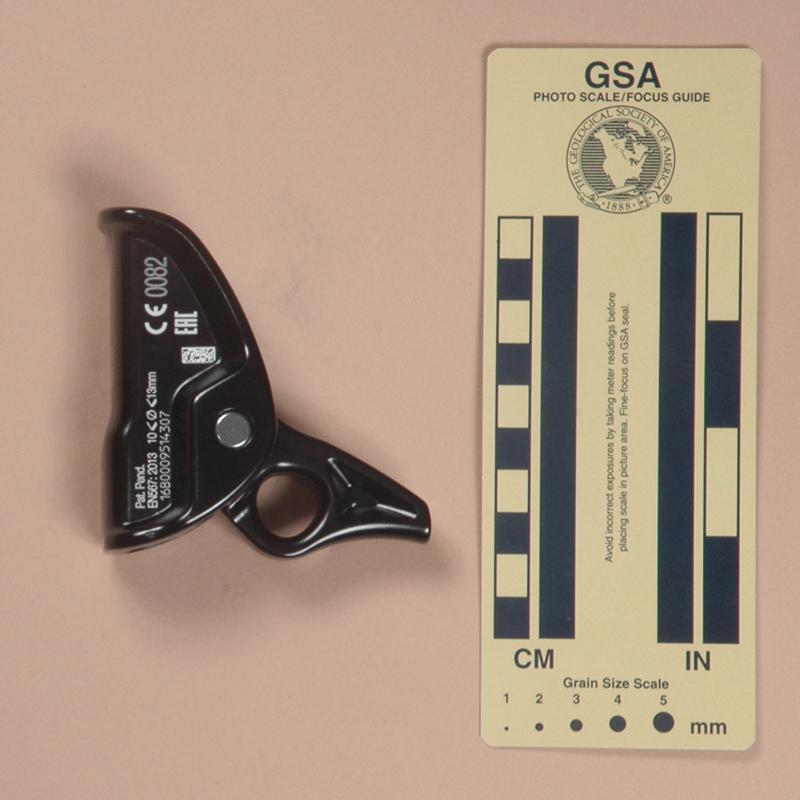 CE 0082
EAC
Pat. Pend.
EN567: 2013 10<Ø<13mm
1680009514307
GSA
PHOTO SCALE/FOCUS GUIDE
THE GEOLOGICAL SOCIETY OF AMERICA
·1888·
®
Avoid incorrect exposures by taking meter readings before
placing scale in picture area. Fine-focus on GSA seal.
CM
IN
Grain Size Scale
1 2 3 4 5
mm